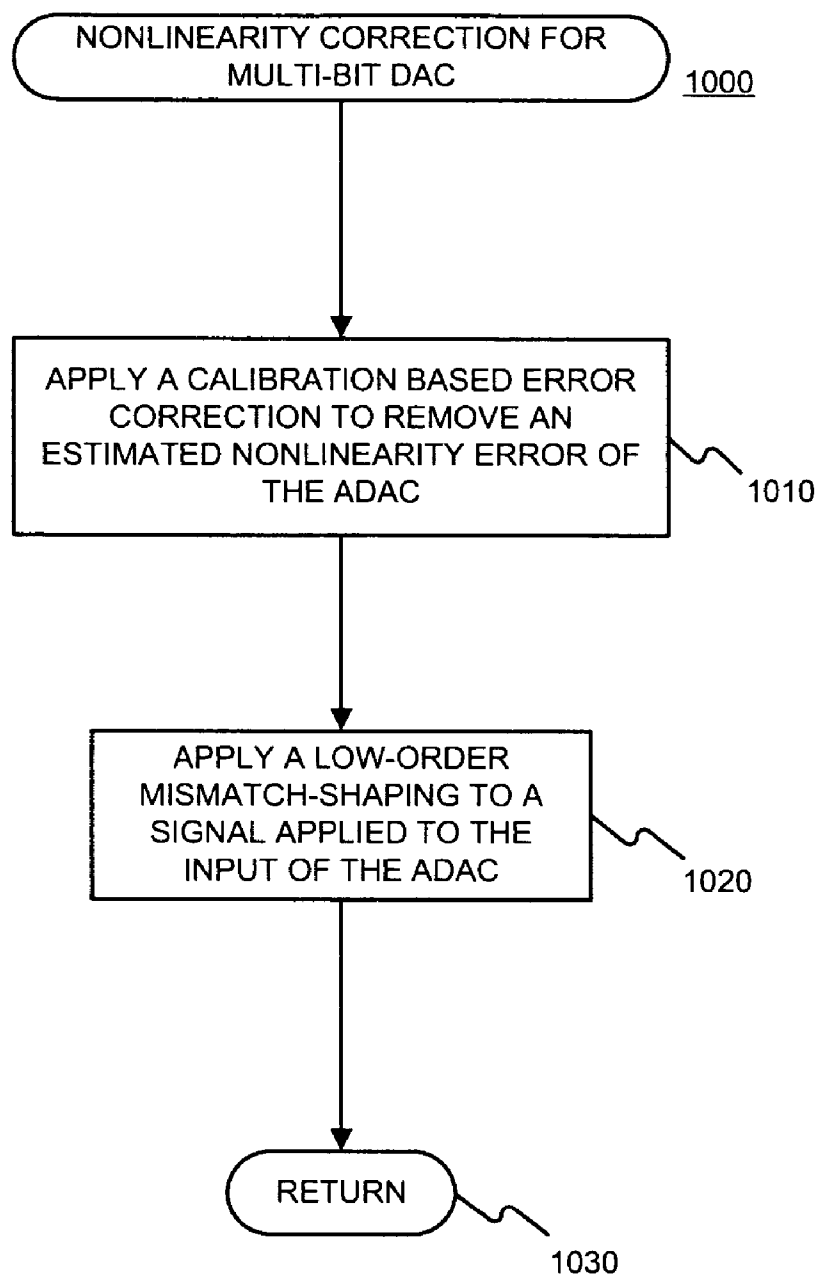 NONLINEARITY CORRECTION FOR
MULTI-BIT DAC
1000
APPLY A CALIBRATION BASED ERROR
CORRECTION TO REMOVE AN
ESTIMATED NONLINEARITY ERROR OF
THE ADAC
1010
APPLY A LOW-ORDER
MISMATCH-SHAPING TO A
SIGNAL APPLIED TO THE
INPUT OF THE ADAC
1020
RETURN
1030